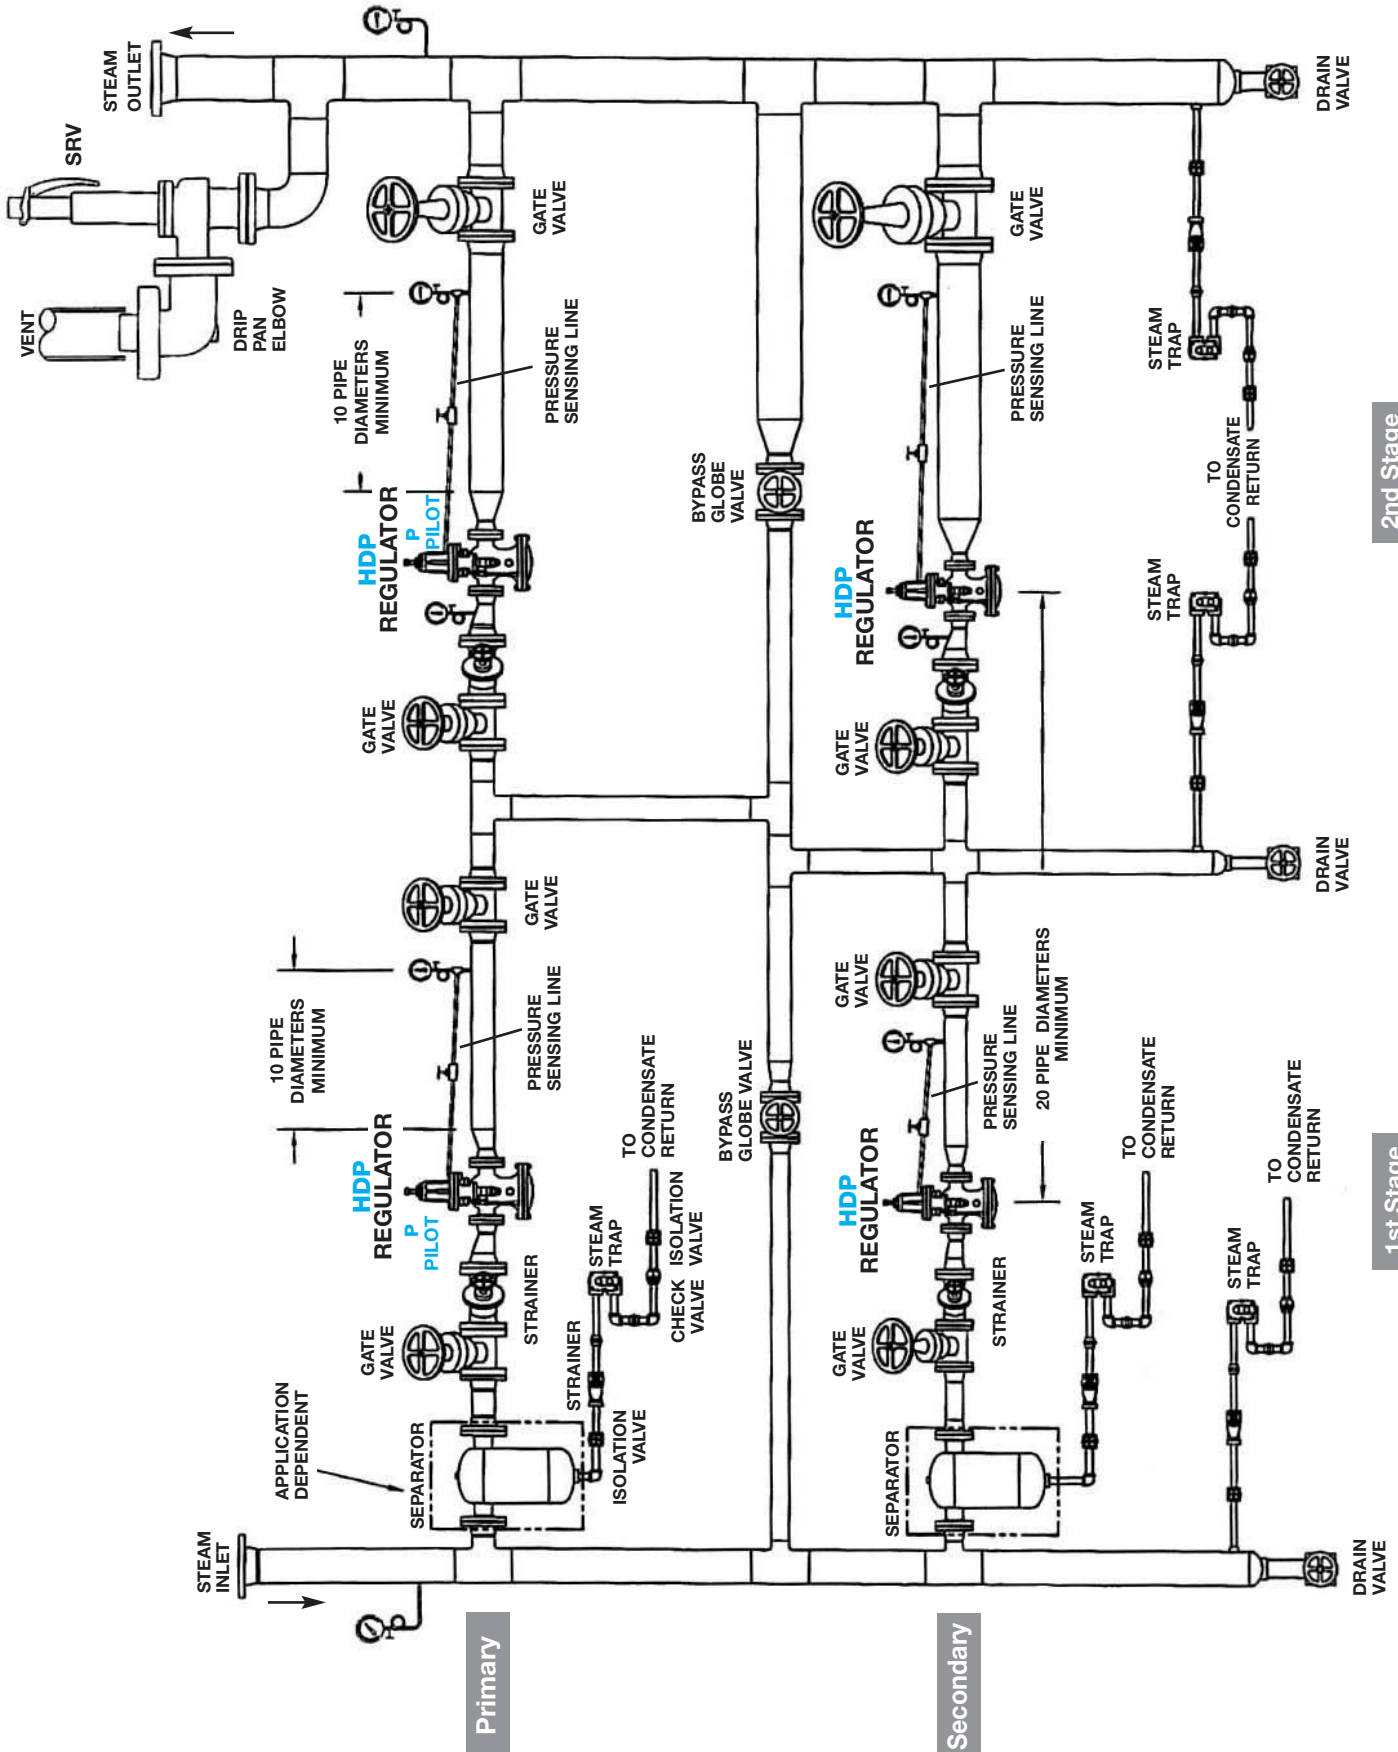 STEAM
OUTLET
SRV
VENT
DRIP
PAN
ELBOW
GATE
VALVE
10 PIPE
DIAMETERS
MINIMUM
PRESSURE
SENSING LINE
HDP
REGULATOR
P
PILOT
GATE
VALVE
GATE
VALVE
10 PIPE
DIAMETERS
MINIMUM
PRESSURE
SENSING LINE
HDP
REGULATOR
P
PILOT
STRAINER
GATE
VALVE
APPLICATION
DEPENDENT
SEPARATOR
STEAM
INLET
Primary
ISOLATION
VALVE
STRAINER
STEAM
TRAP
CHECK
VALVE
ISOLATION
VALVE
TO
CONDENSATE
RETURN
BYPASS
GLOBE
VALVE
BYPASS
GLOBE VALVE
GATE
VALVE
PRESSURE
SENSING LINE
HDP
REGULATOR
GATE
VALVE
GATE
VALVE
PRESSURE
SENSING LINE
20 PIPE DIAMETERS
MINIMUM
HDP
REGULATOR
STRAINER
GATE
VALVE
SEPARATOR
Secondary
STEAM
TRAP
TO
CONDENSATE
RETURN
STEAM
TRAP
TO
CONDENSATE
RETURN
DRAIN
VALVE
STEAM
TRAP
TO
CONDENSATE
RETURN
STEAM
TRAP
DRAIN
VALVE
DRAIN
VALVE
1st Stage
2nd Stage